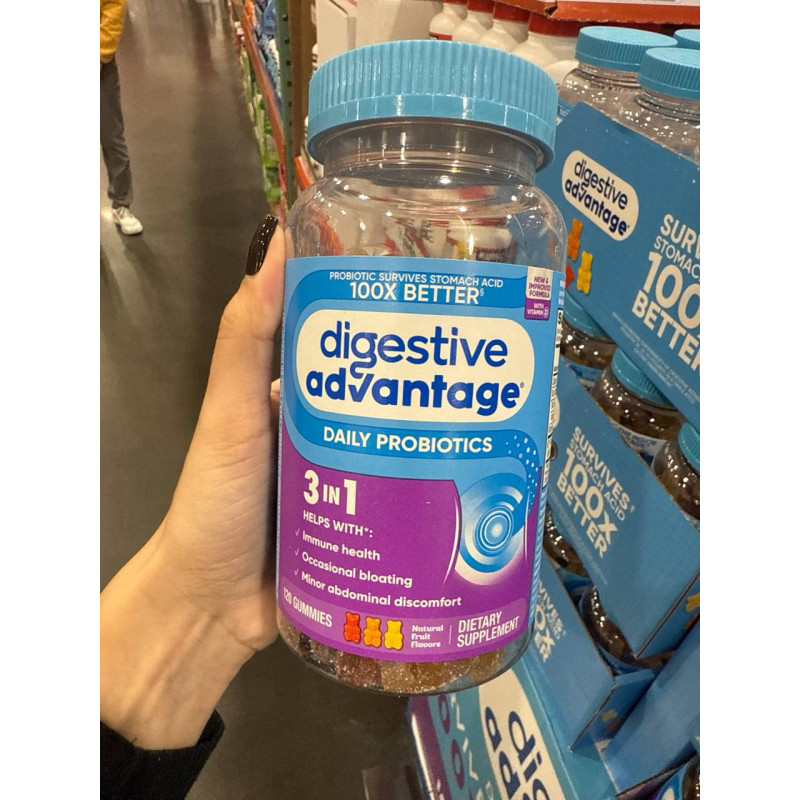 PROBIOTIC SURVIVES STOMACH ACID
100X BETTER§
NEW &
IMPROVED
FORMULA
WITH
VITAMIN D
digestive
advantage®
DAILY PROBIOTICS
3 IN 1
HELPS WITH*:
✓ Immune health
✓ Occasional bloating
✓ Minor abdominal discomfort
120 GUMMIES
Natural
Fruit
Flavors
DIETARY
SUPPLEMENT
digestive
advantage
STOMACH
100
BETTER
SURVIVES
STOMACH ACID
100X
BETTER